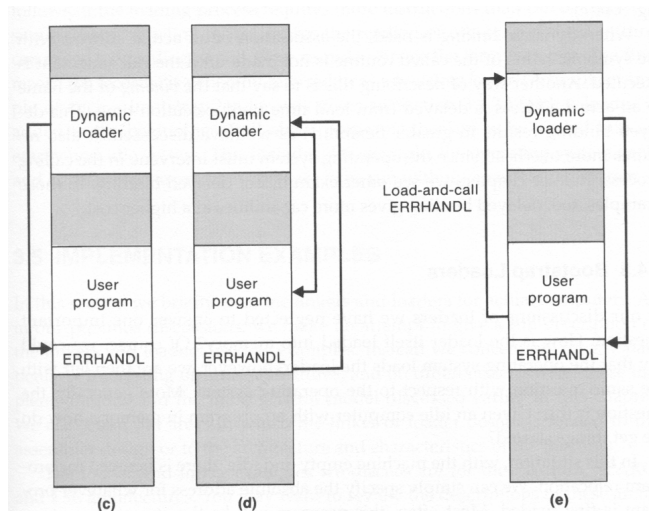 Dynamic
loader
User
program
ERRHANDL
(c)
Dynamic
loader
User
program
ERRHANDL
(d)
Load-and-call
ERRHANDL
Dynamic
loader
User
program
ERRHANDL
(e)